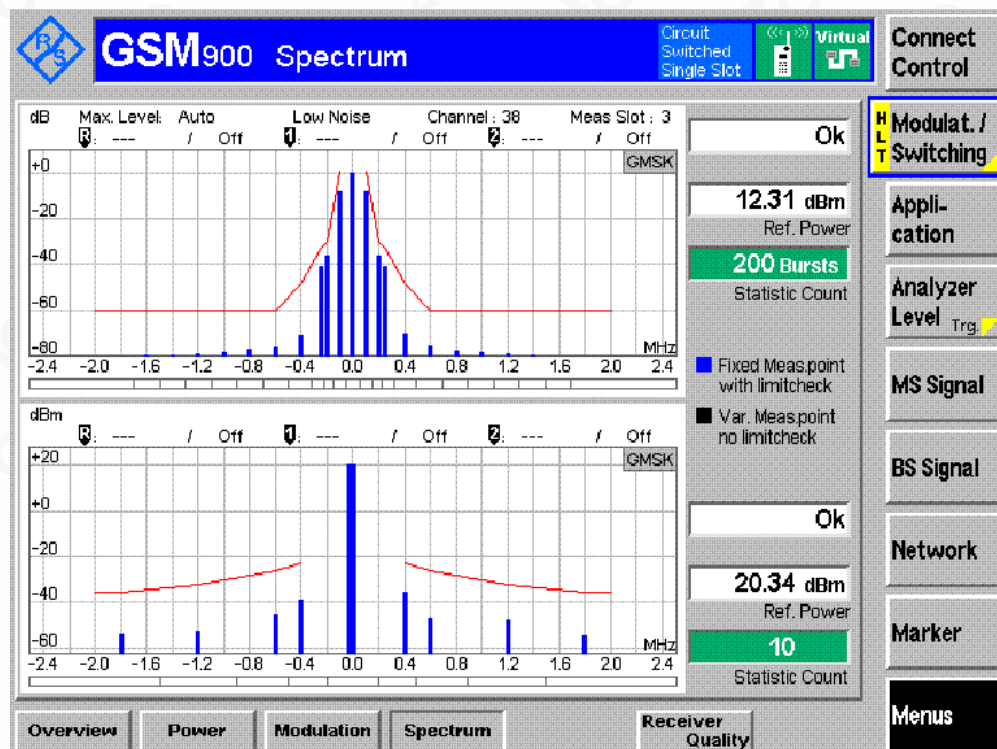 R/S
GSM900 Spectrum
Circuit
Switched
Single Slot
Virtual
Connect
Control
dB Max. Level: Auto Low Noise Channel : 38 Meas Slot : 3
R: --- / Off 1: --- / Off 2: --- / Off
GMSK
+0
-20
-40
-60
-80
MHz
-2.4 -2.0 -1.6 -1.2 -0.8 -0.4 0.0 0.4 0.8 1.2 1.6 2.0 2.4
Ok
12.31 dBm
Ref. Power
200 Bursts
Statistic Count
Fixed Meas.point
with limitcheck
Var. Meas.point
no limitcheck
dBm
R: --- / Off 1: --- / Off 2: --- / Off
GMSK
+20
+0
-20
-40
-60
MHz
-2.4 -2.0 -1.6 -1.2 -0.8 -0.4 0.0 0.4 0.8 1.2 1.6 2.0 2.4
Ok
20.34 dBm
Ref. Power
10
Statistic Count
H
L
T
Modulat. /
Switching
Appli-
cation
Analyzer
Level Trg.
MS Signal
BS Signal
Network
Marker
Menus
Overview Power Modulation Spectrum Receiver
Quality